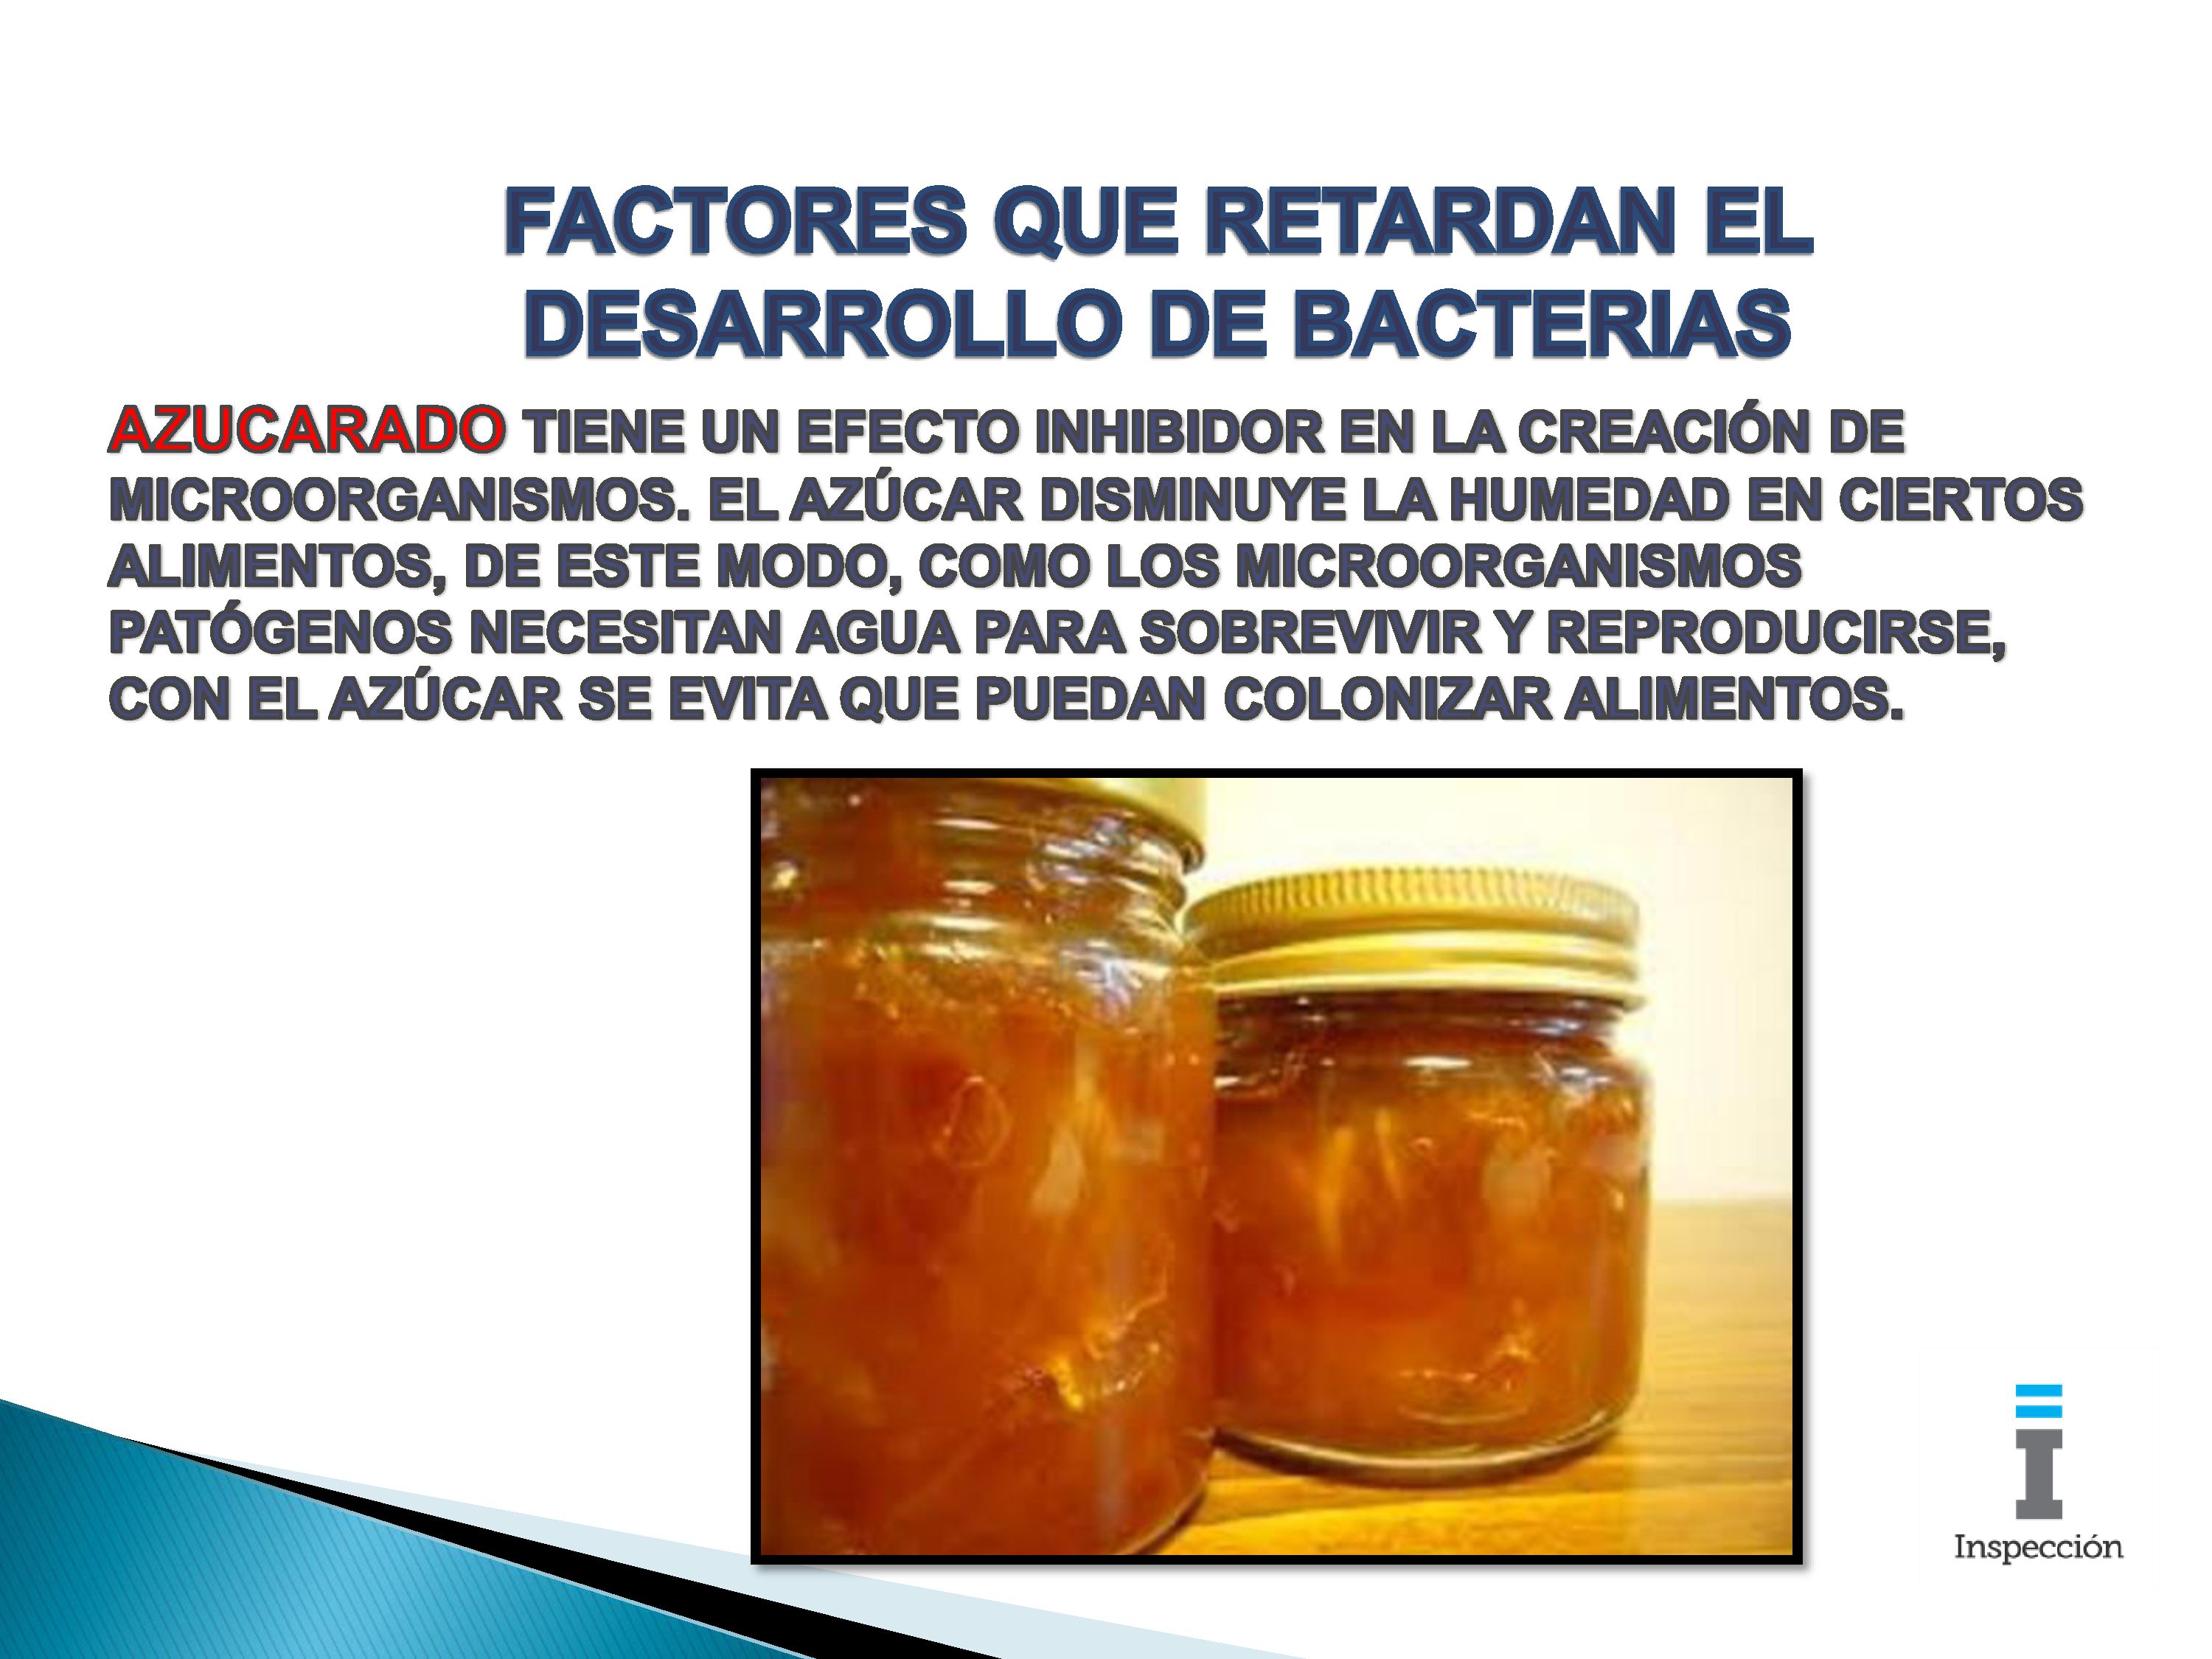 FACTORES QUE RETARDAN EL
DESARROLLO DE BACTERIAS
AZUCARADO TIENE UN EFECTO INHIBIDOR EN LA CREACIÓN DE
MICROORGANISMOS. EL AZÚCAR DISMINUYE LA HUMEDAD EN CIERTOS
ALIMENTOS, DE ESTE MODO, COMO LOS MICROORGANISMOS
PATÓGENOS NECESITAN AGUA PARA SOBREVIVIR Y REPRODUCIRSE,
CON EL AZÚCAR SE EVITA QUE PUEDAN COLONIZAR ALIMENTOS.
Inspección